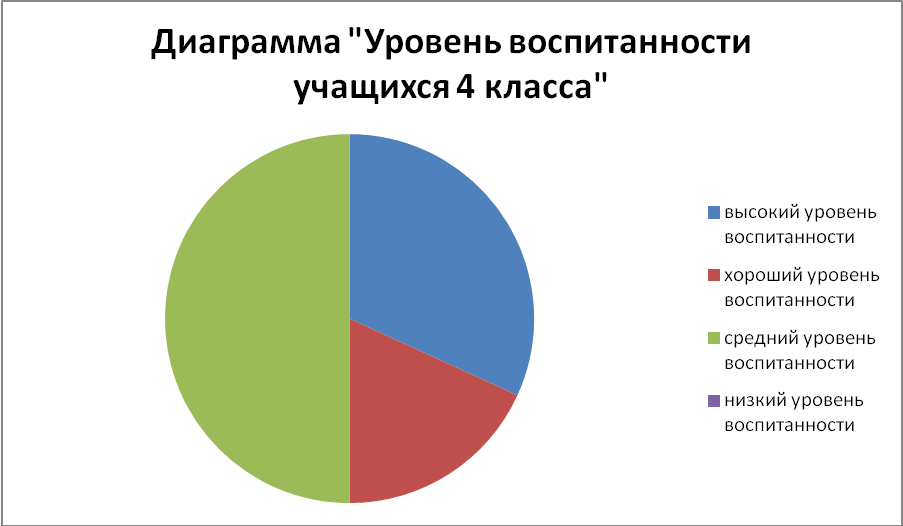 Диаграмма "Уровень воспитанности
учащихся 4 класса"
высокий уровень
воспитанности
хороший уровень
воспитанности
средний уровень
воспитанности
низкий уровень
воспитанности